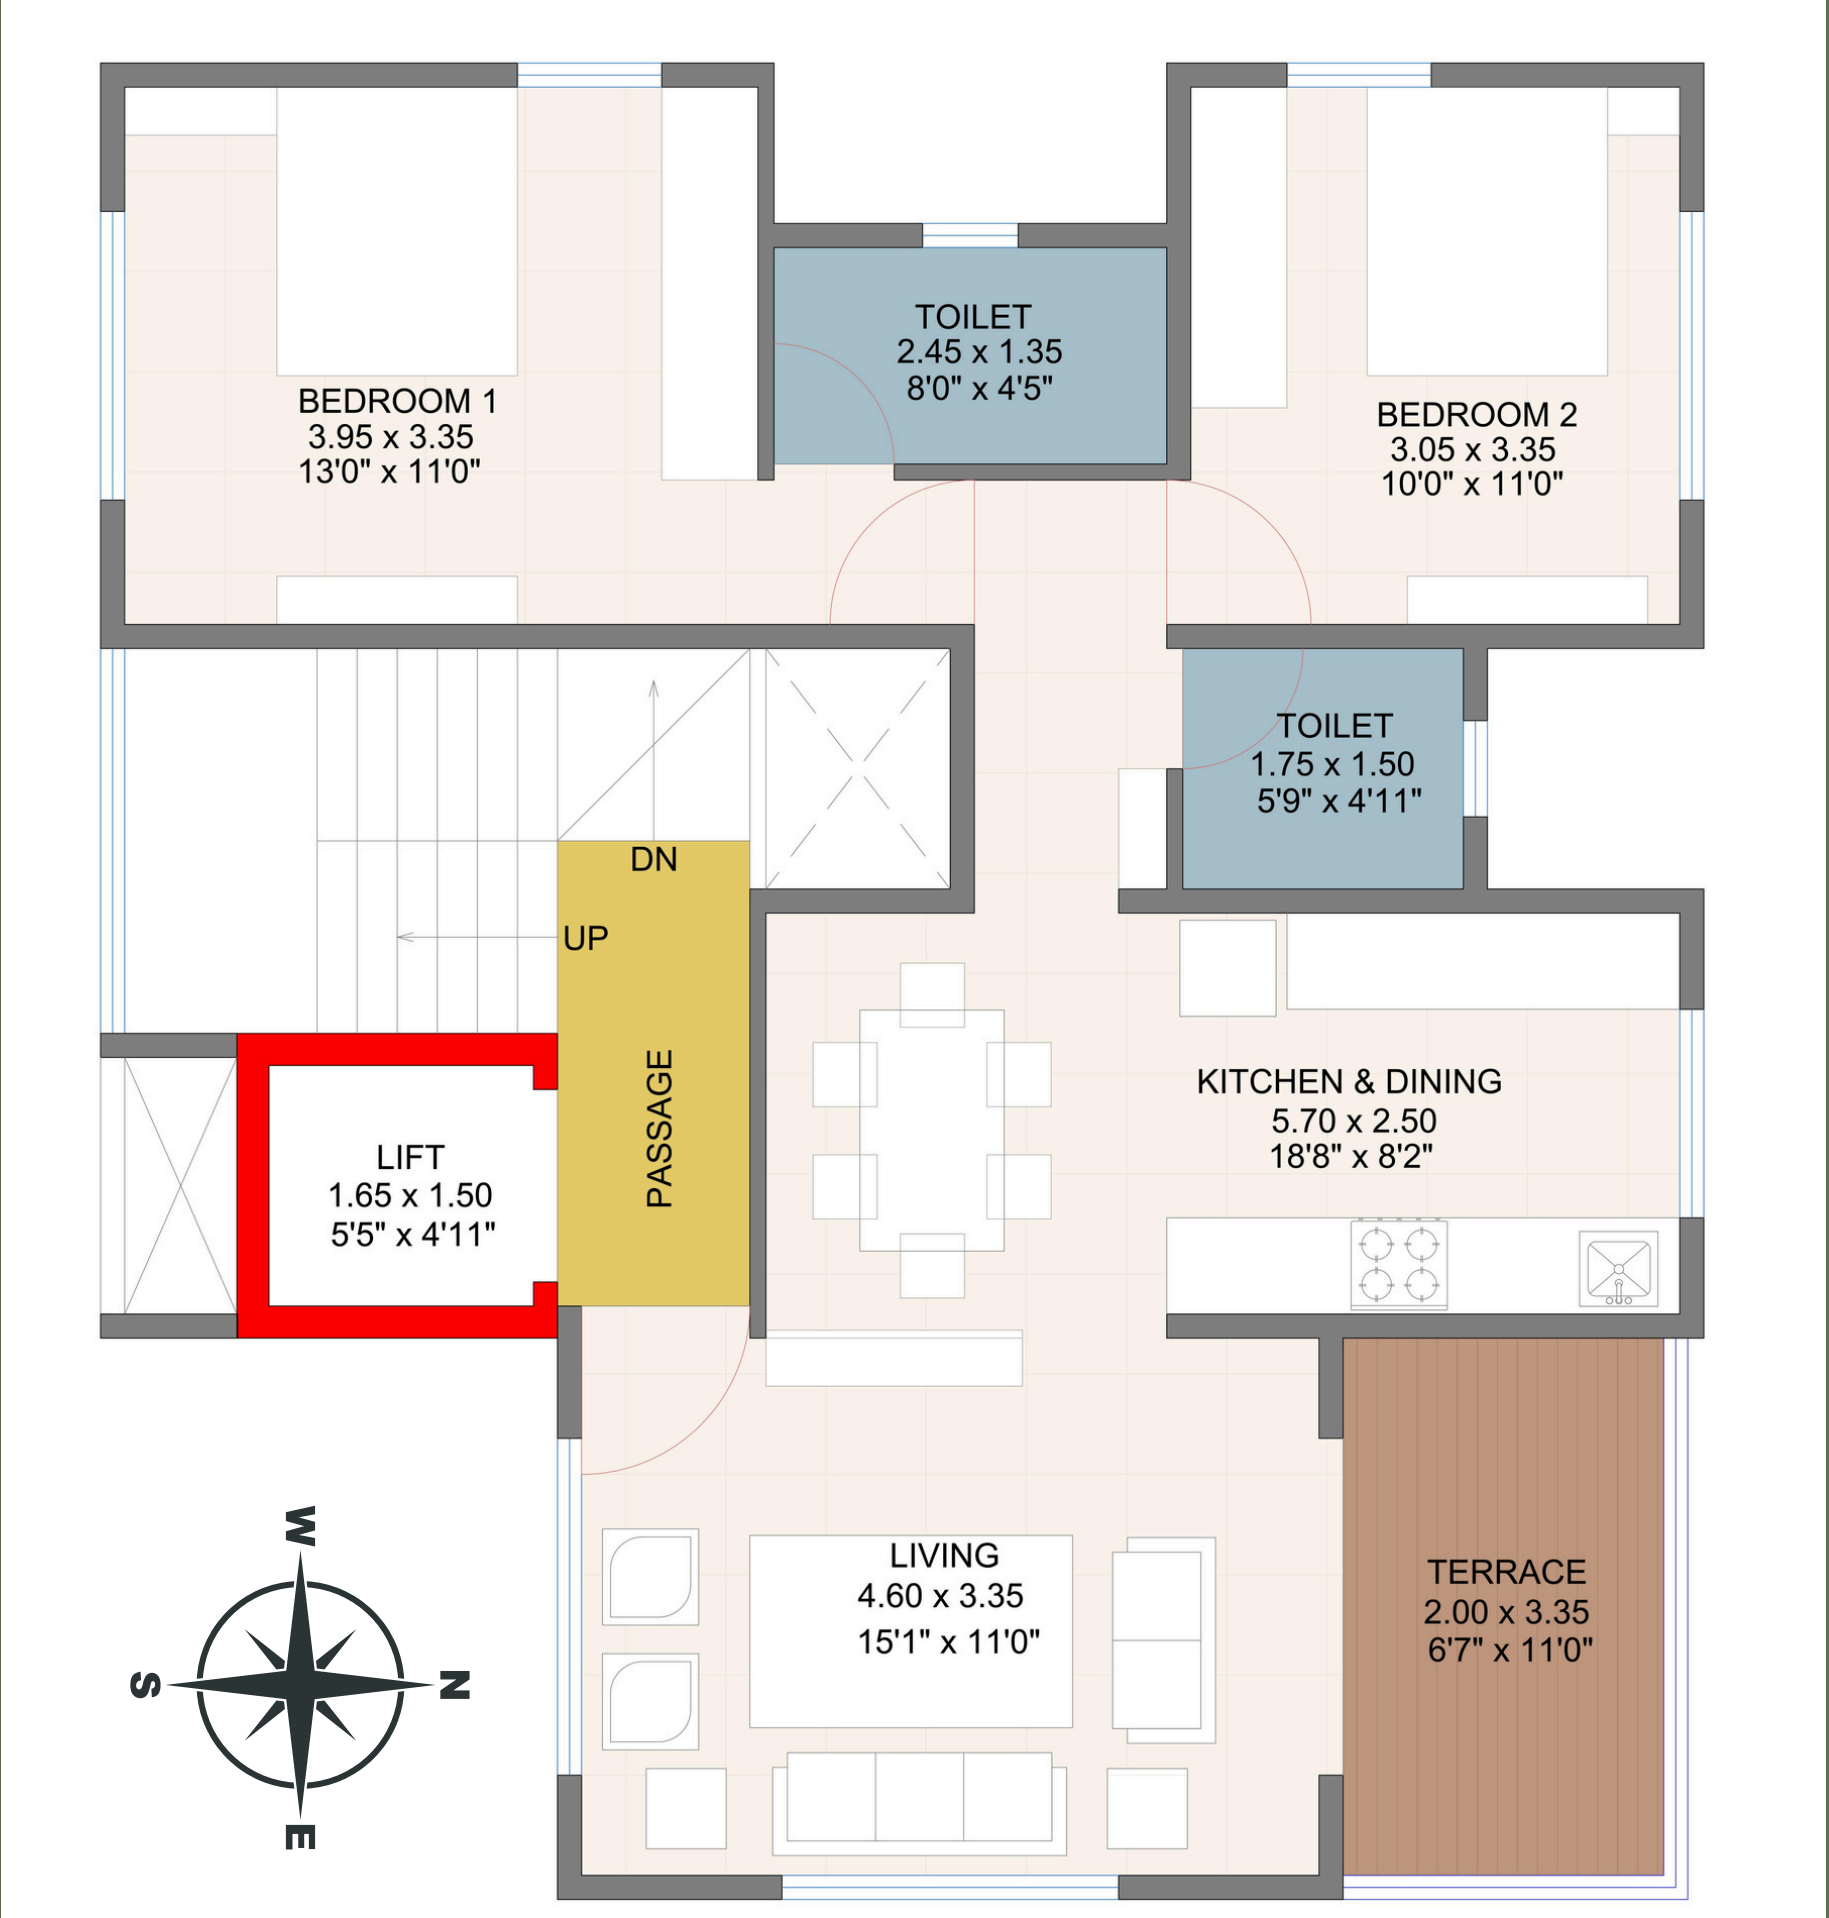 TOILET
2.45 x 1.35
8'0" x 4'5"
BEDROOM 1
3.95 x 3.35
13'0" x 11'0"
BEDROOM 2
3.05 x 3.35
10'0" x 11'0"
TOILET
1.75 x 1.50
5'9" x 4'11"
DN
UP
PASSAGE
LIFT
1.65 x 1.50
5'5" x 4'11"
KITCHEN & DINING
5.70 x 2.50
18'8" x 8'2"
LIVING
4.60 x 3.35
15'1" x 11'0"
TERRACE
2.00 x 3.35
6'7" x 11'0"
W
S
N
E